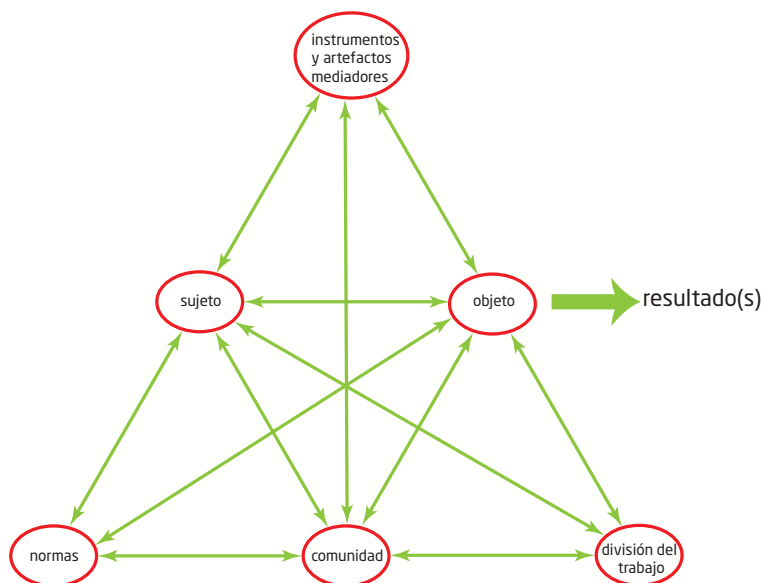 instrumentos
y artefactos
mediadores
sujeto
objeto
resultado(s)
normas
comunidad
división del
trabajo